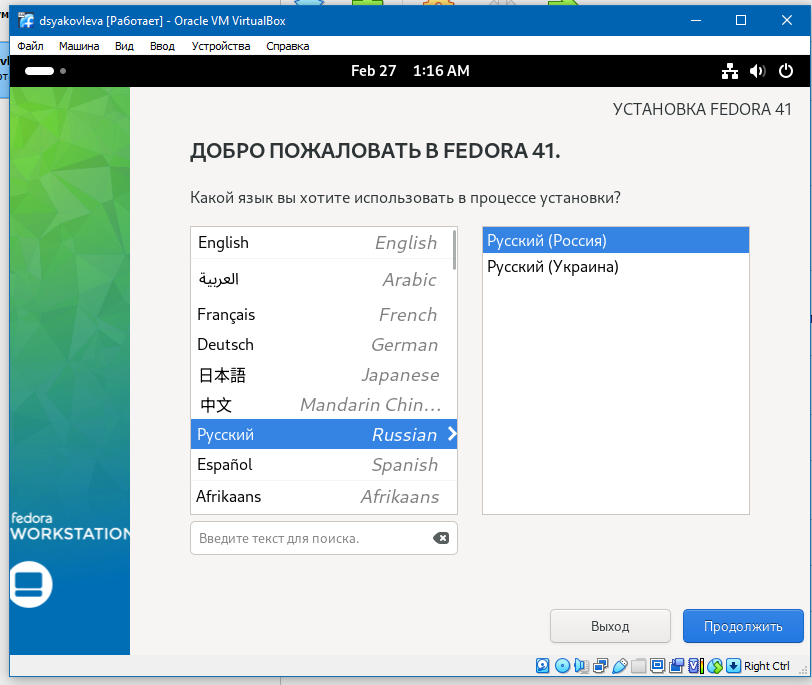 dsyakovleva [Работает] - Oracle VM VirtualBox
Файл Машина Вид Ввод Устройства Справка
Feb 27 1:16 AM
УСТАНОВКА FEDORA 41
ДОБРО ПОЖАЛОВАТЬ В FEDORA 41.
Какой язык вы хотите использовать в процессе установки?
English English
العربية Arabic
Français French
Deutsch German
日本語 Japanese
中文 Mandarin Chin...
Русский Russian
Español Spanish
Afrikaans Afrikaans
Русский (Россия)
Русский (Украина)
Введите текст для поиска.
fedora
WORKSTATION
Выход Продолжить
Right Ctrl